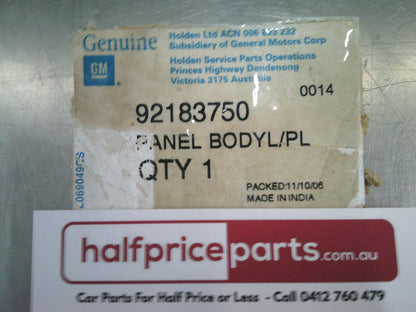 Genuine
GM
Holden Ltd ACN 006 893 232
Subsidiary of General Motors Corp
Holden Service Parts Operations
Princes Highway Dandenong
Victoria 3175 Australia
0014
92183750
PANEL BODYL/PL
QTY 1
PACKED:11/10/06
MADE IN INDIA
halfpriceparts.com.au
Car Parts For Half Price or Less - Call 0412 760 479